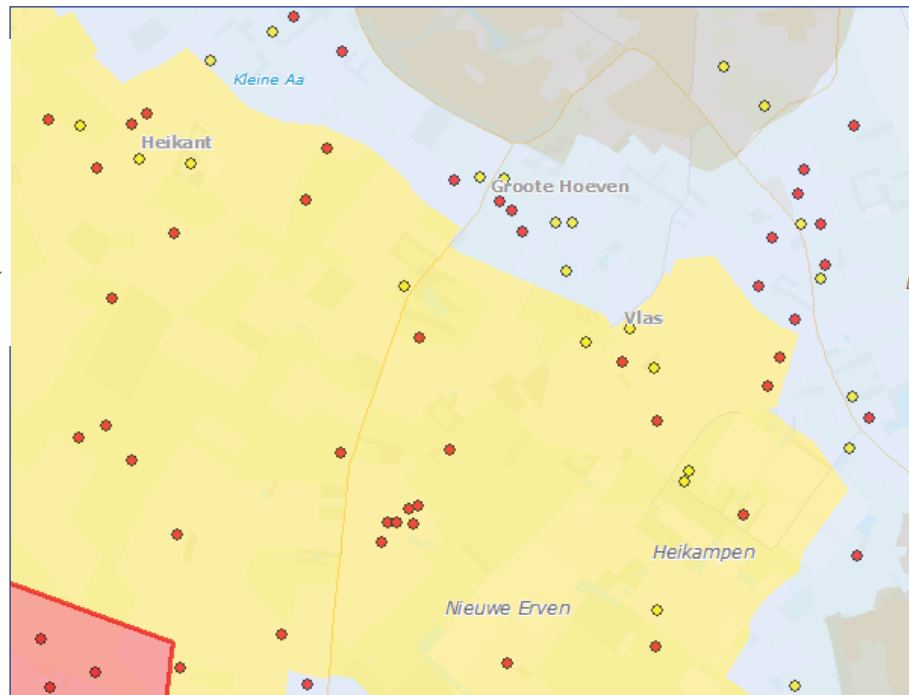 Kleine Aa
Heikant
Groote Hoeven
Vlas
Heikampen
Nieuwe Erven